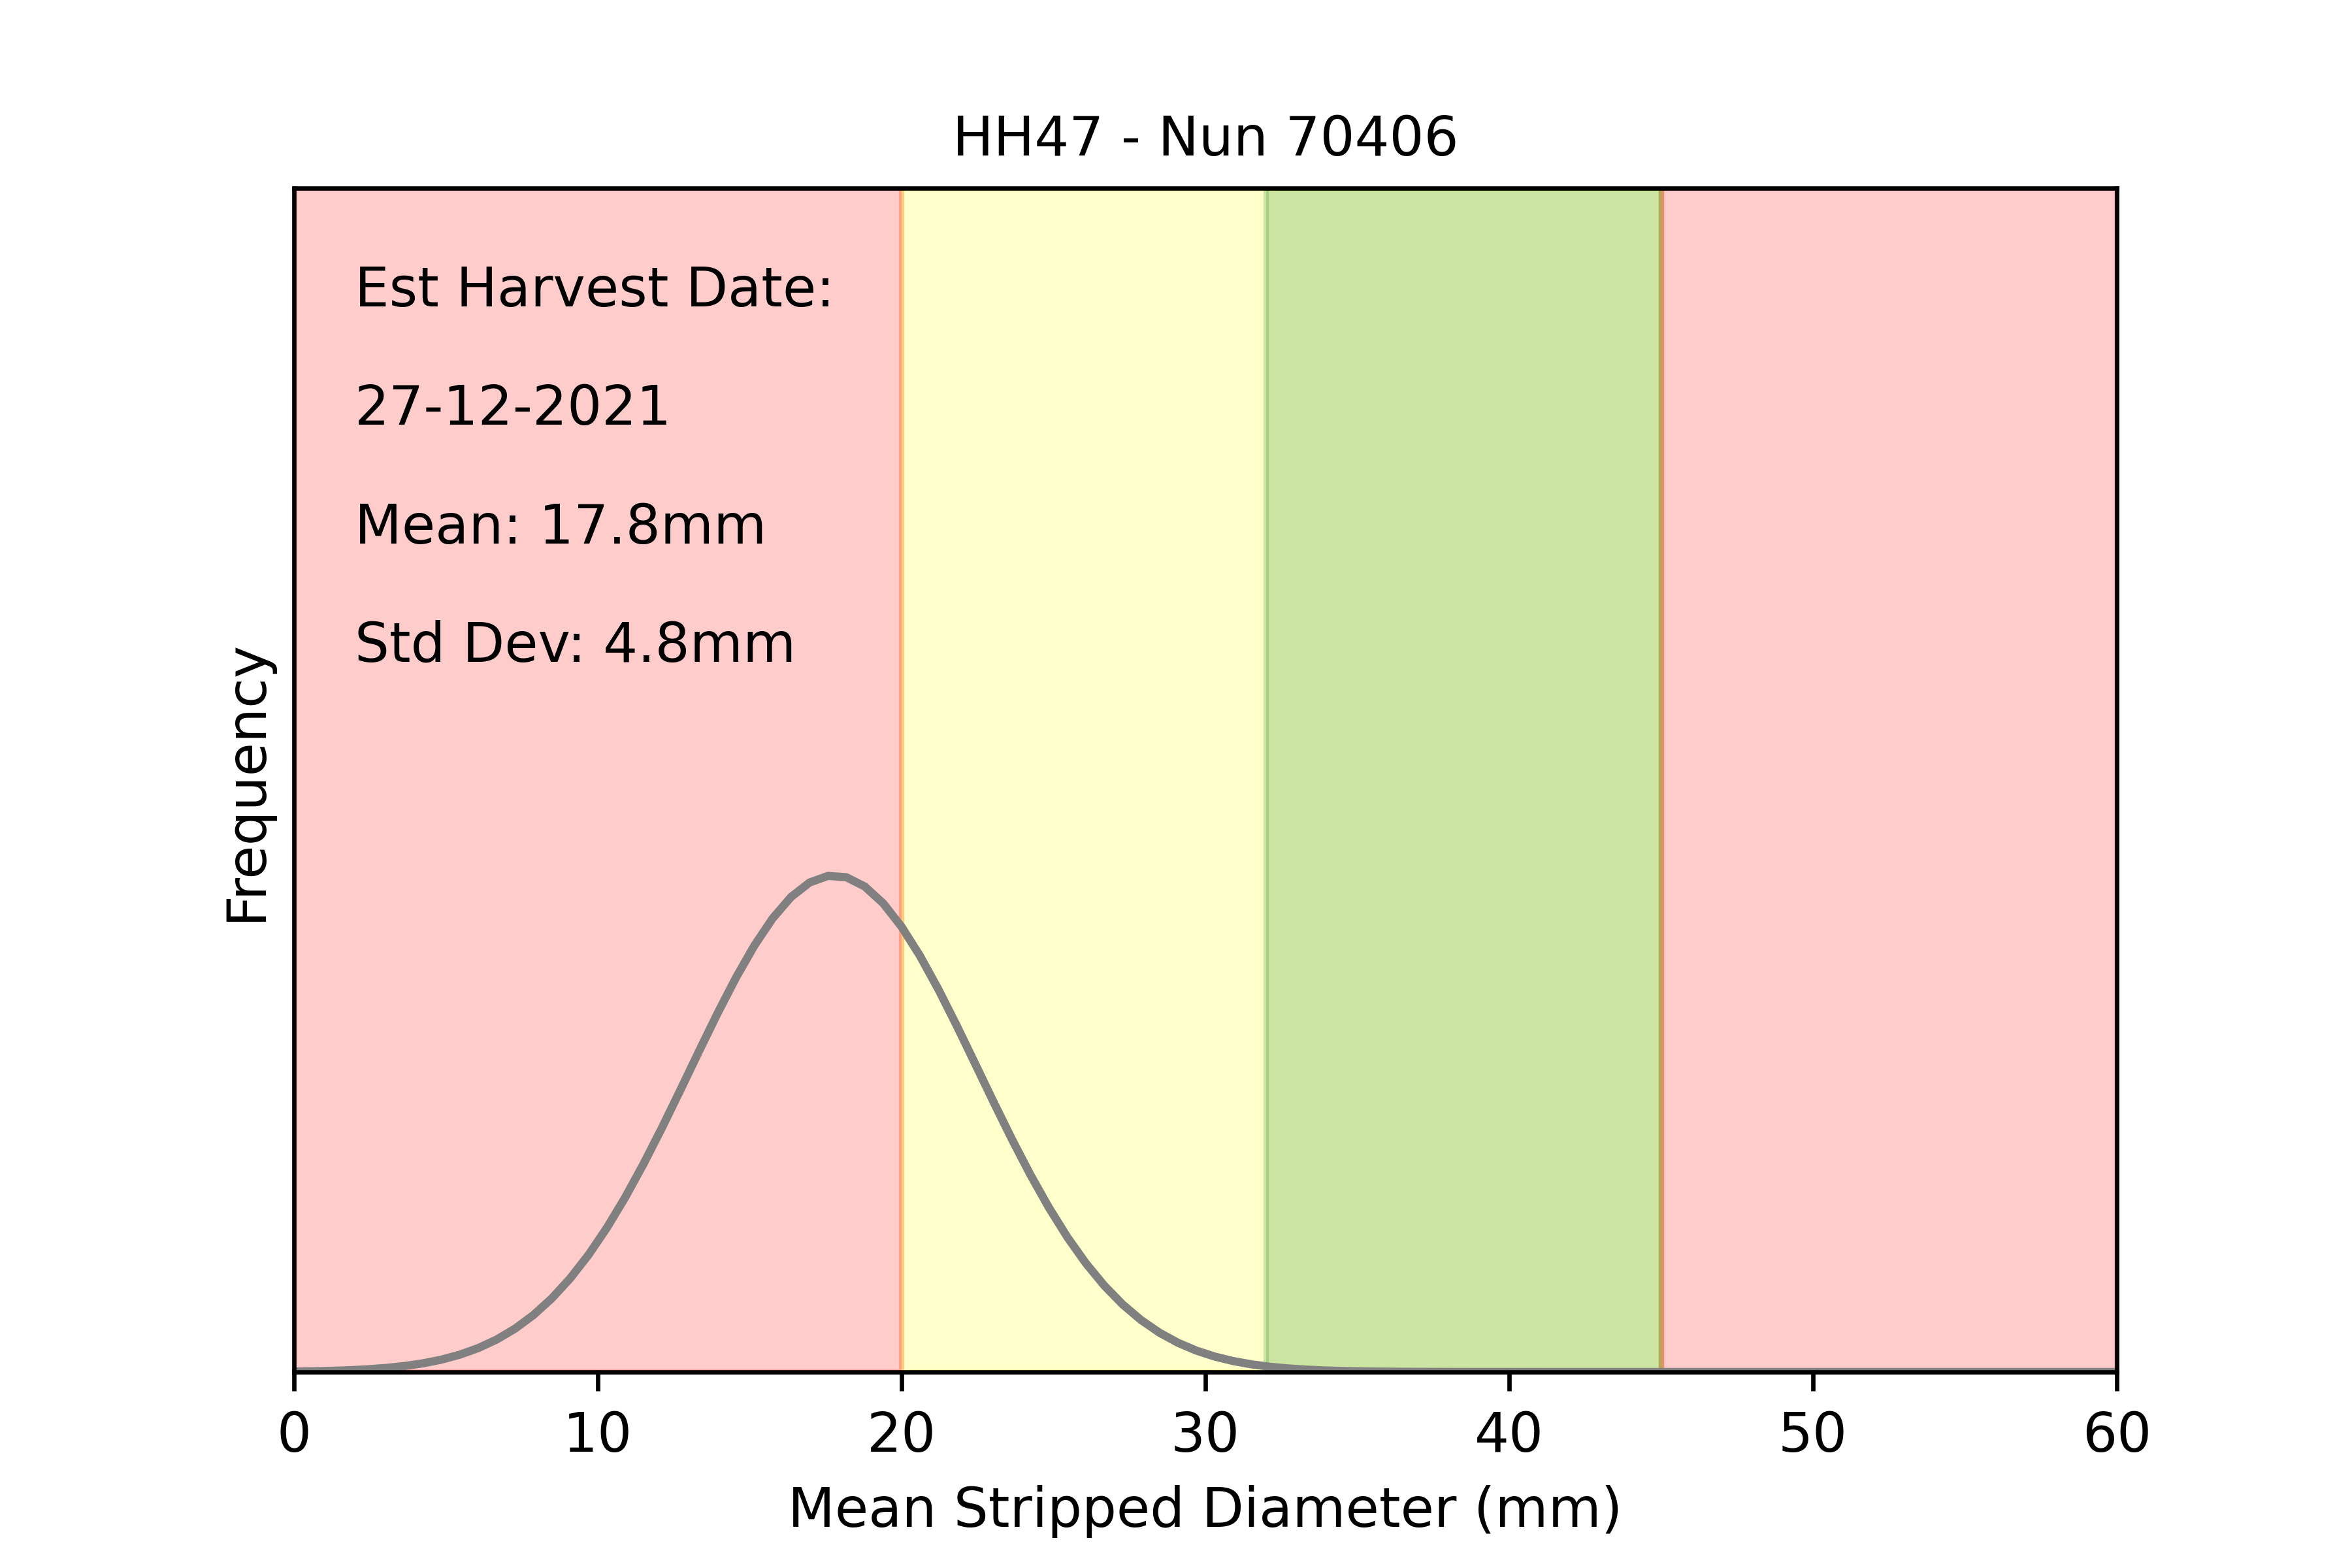 HH47 - Nun 70406
Est Harvest Date:
27-12-2021
Mean: 17.8mm
Std Dev: 4.8mm
Frequency
0 10 20 30 40 50 60
Mean Stripped Diameter (mm)